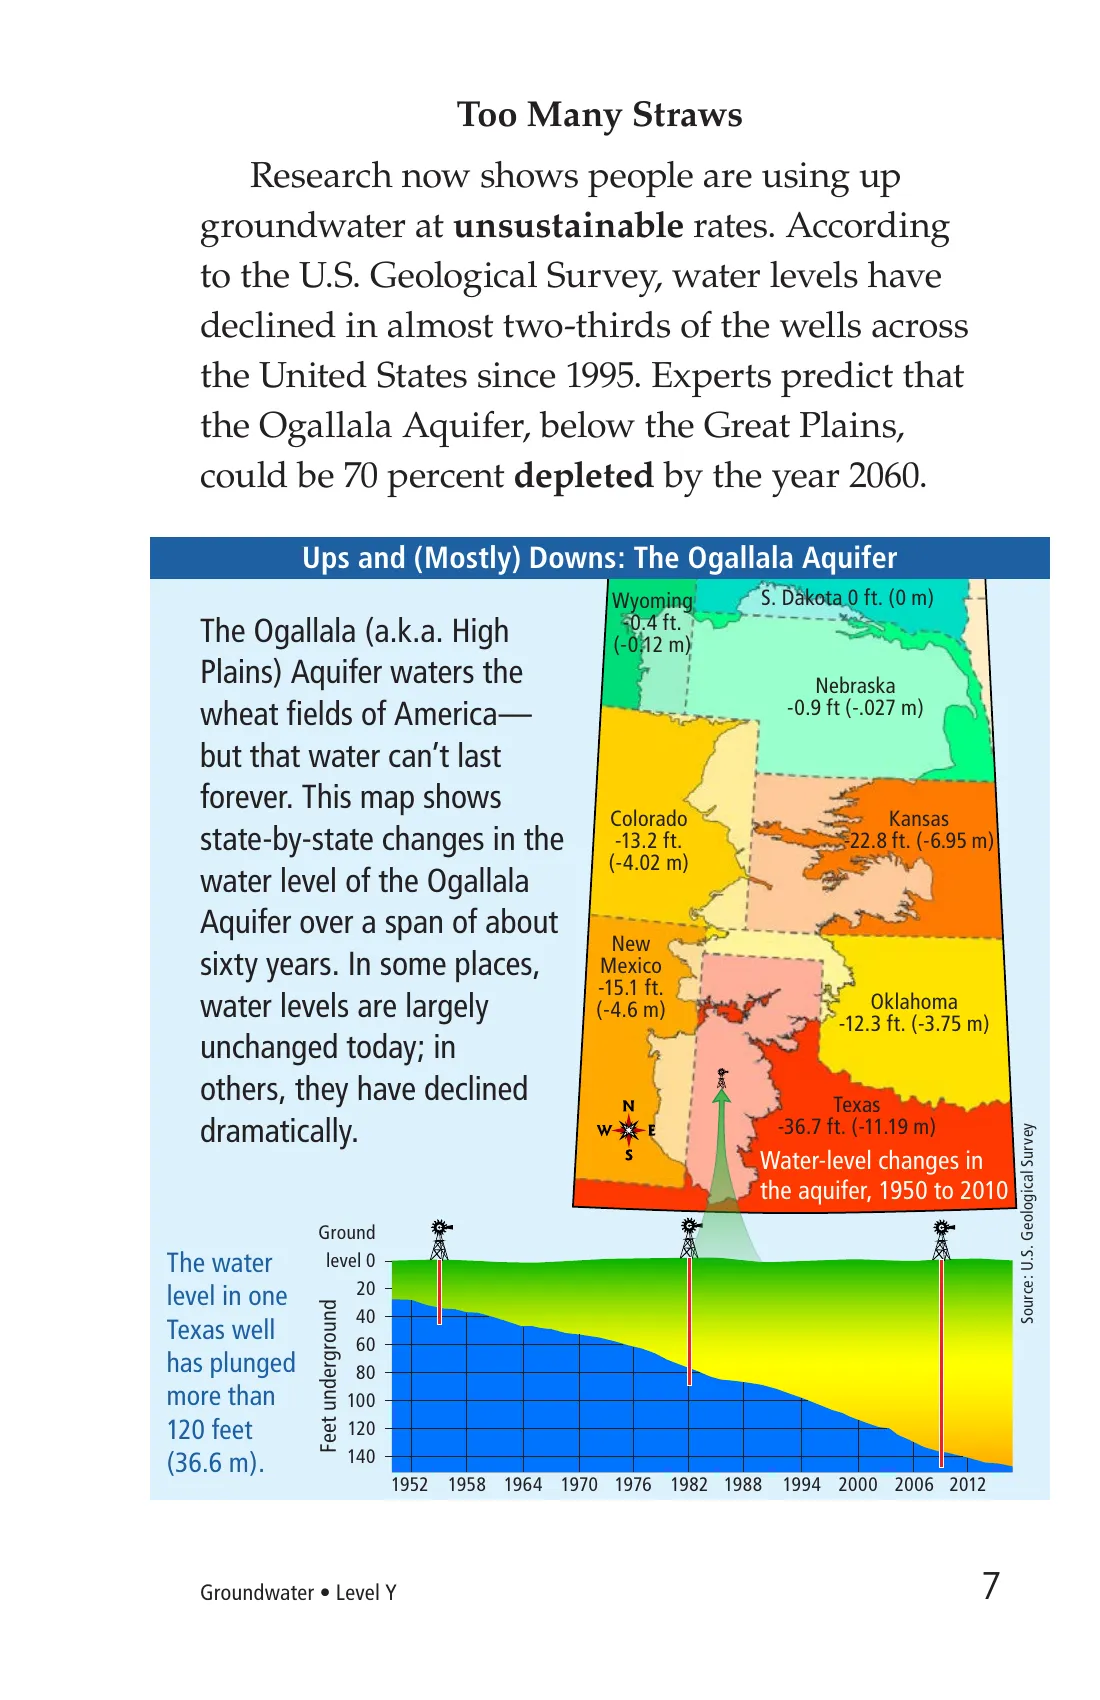 Too Many Straws
Research now shows people are using up
groundwater at unsustainable rates. According
to the U.S. Geological Survey, water levels have
declined in almost two-thirds of the wells across
the United States since 1995. Experts predict that
the Ogallala Aquifer, below the Great Plains,
could be 70 percent depleted by the year 2060.
Ups and (Mostly) Downs: The Ogallala Aquifer
The Ogallala (a.k.a. High
Plains) Aquifer waters the
wheat fields of America—
but that water can’t last
forever. This map shows
state-by-state changes in the
water level of the Ogallala
Aquifer over a span of about
sixty years. In some places,
water levels are largely
unchanged today; in
others, they have declined
dramatically.
Wyoming
-0.4 ft.
(-0.12 m)
S. Dakota 0 ft. (0 m)
Nebraska
-0.9 ft (-.027 m)
Colorado
-13.2 ft.
(-4.02 m)
Kansas
-22.8 ft. (-6.95 m)
New
Mexico
-15.1 ft.
(-4.6 m)
Oklahoma
-12.3 ft. (-3.75 m)
Texas
-36.7 ft. (-11.19 m)
N
W E
S
Water-level changes in
the aquifer, 1950 to 2010
Source: U.S. Geological Survey
The water
level in one
Texas well
has plunged
more than
120 feet
(36.6 m).
Feet underground
Ground
level 0
20
40
60
80
100
120
140
1952 1958 1964 1970 1976 1982 1988 1994 2000 2006 2012
Groundwater • Level Y
7